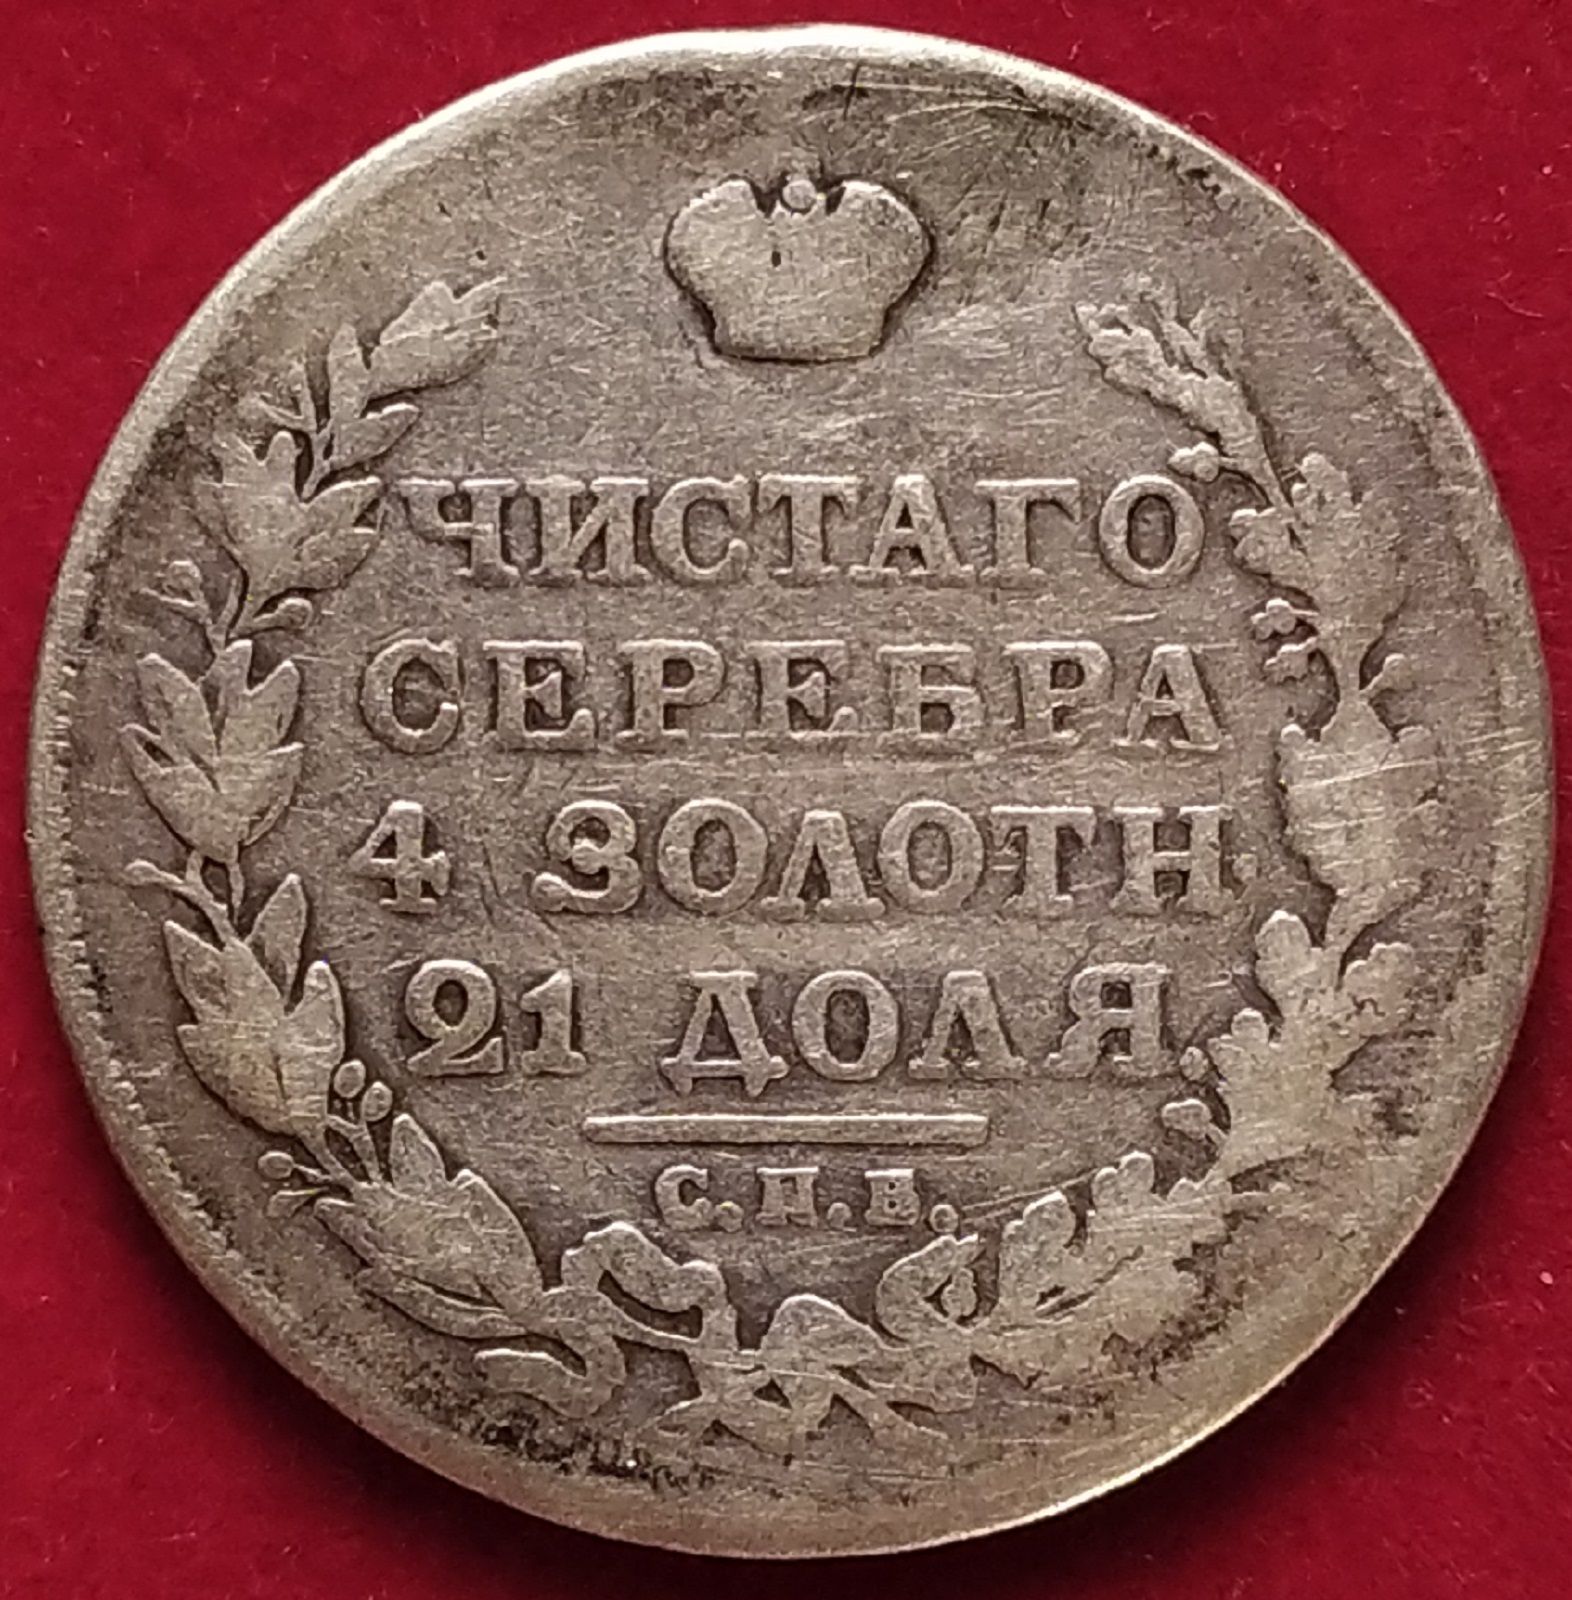 ЧИСТАГО
СЕРЕБРА
4 ЗОЛОТН.
21 ДОЛЯ.
С.П.Б.